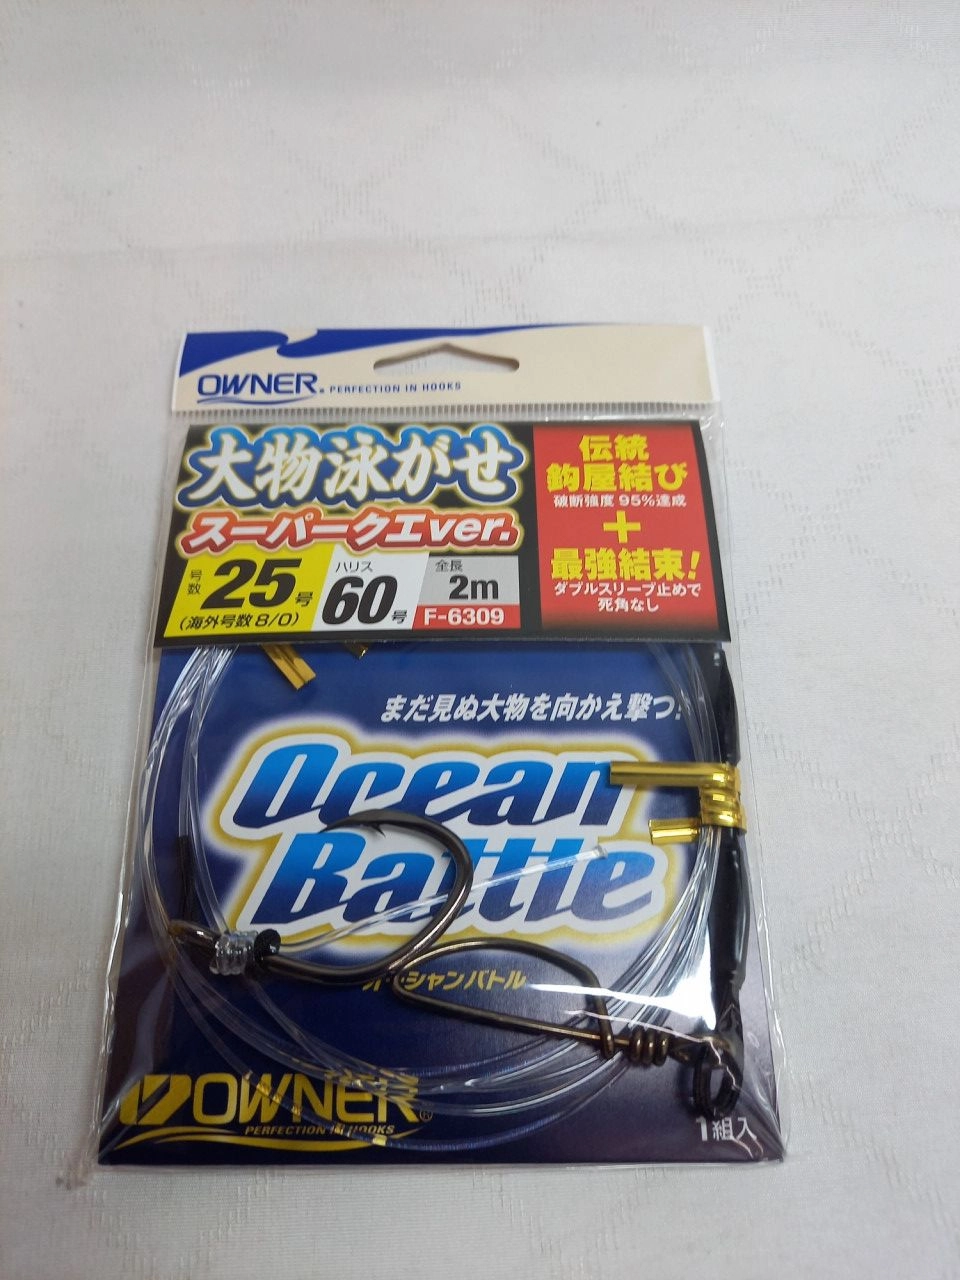 OWNER® PERFECTION IN HOOKS
大物泳がせ
スーパークエver.
号数 25号
(海外号数 8/0)
ハリス 60号
全長 2m
F-6309
伝統
鈎屋結び
破断強度 95%達成
+
最強結束!
ダブルスリーブ止めで
死角なし
まだ見ぬ大物を向かえ撃つ!
Ocean
Battle
オーシャンバトル
OWNER®
PERFECTION IN HOOKS
1組入